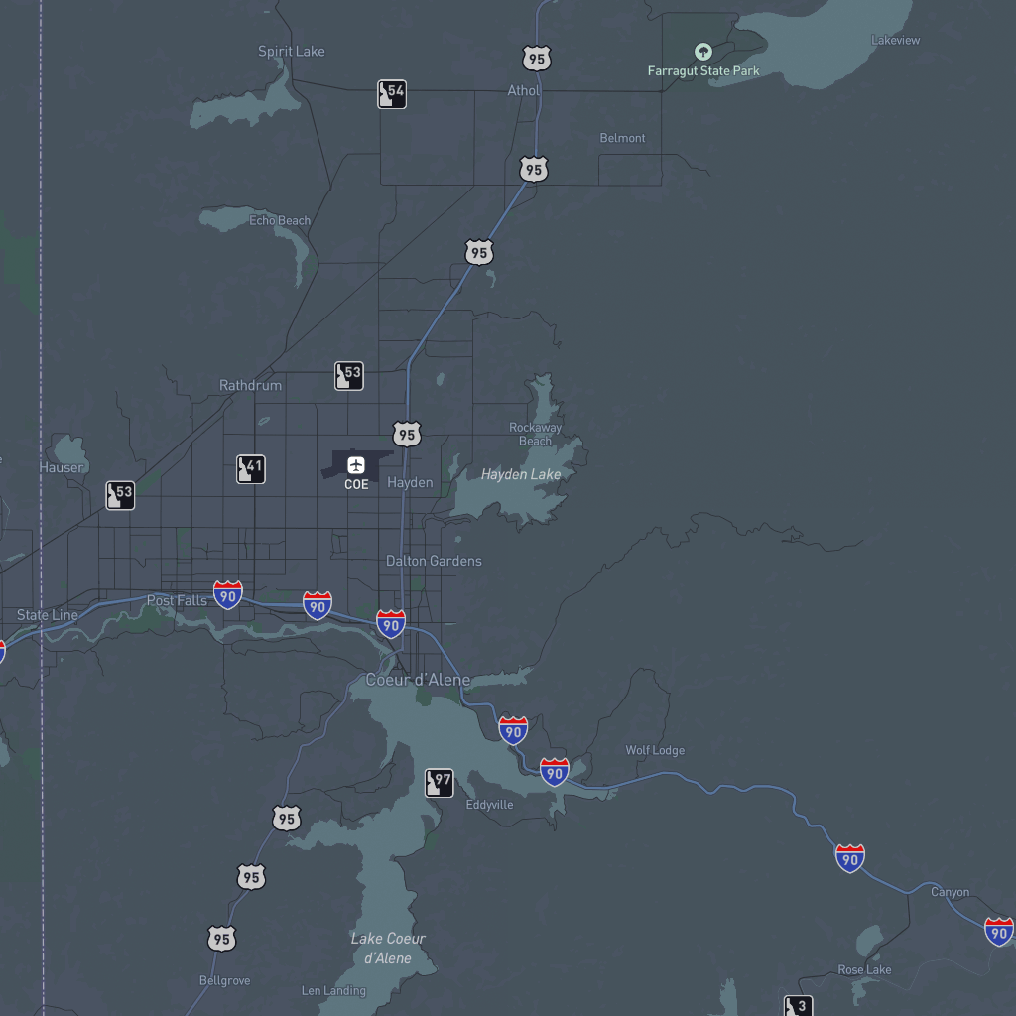 Lakeview
Spirit Lake
95
Farragut State Park
54
Athol
Belmont
95
Echo Beach
95
53
Rathdrum
Rockaway
Beach
95
Hauser
41
COE
Hayden
Hayden Lake
53
Dalton Gardens
90
Post Falls
90
State Line
90
Coeur d'Alene
90
Wolf Lodge
90
97
Eddyville
95
90
95
Canyon
90
95
Lake Coeur
d'Alene
Rose Lake
Bellgrove
Len Landing
3